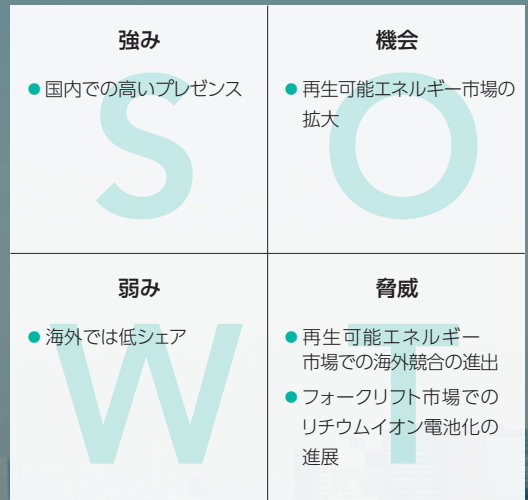 強み
● 国内での高いプレゼンス
S
機会
● 再生可能エネルギー市場の
拡大
O
弱み
● 海外では低シェア
W
脅威
● 再生可能エネルギー
市場での海外競合の進出
● フォークリフト市場での
リチウムイオン電池化の
進展
T